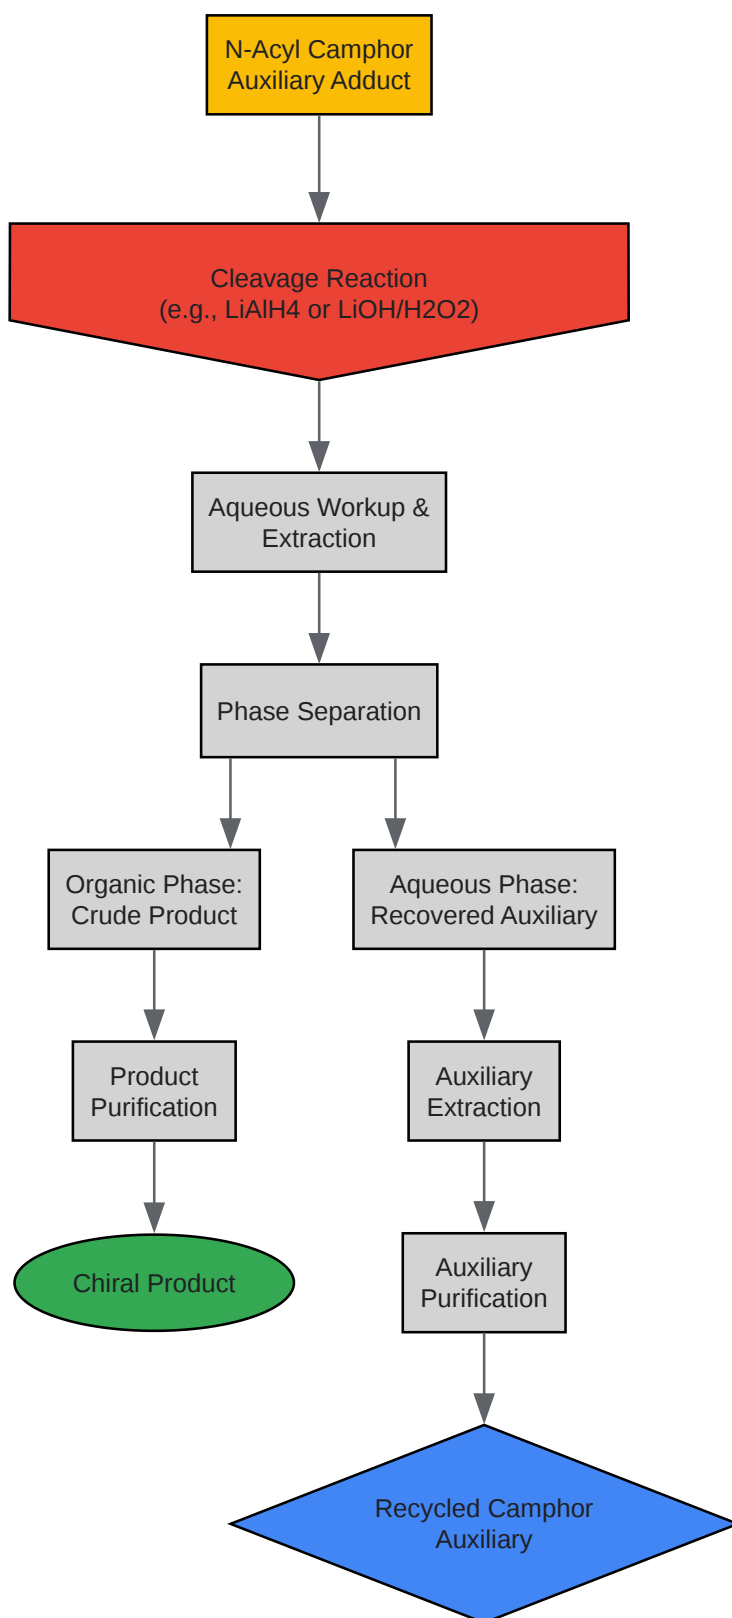 N-Acyl Camphor
Auxiliary Adduct
Cleavage Reaction
(e.g., LiAlH4 or LiOH/H2O2)
Aqueous Workup &
Extraction
Phase Separation
Organic Phase:
Crude Product
Aqueous Phase:
Recovered Auxiliary
Product
Purification
Auxiliary
Extraction
Chiral Product
Auxiliary
Purification
Recycled Camphor
Auxiliary